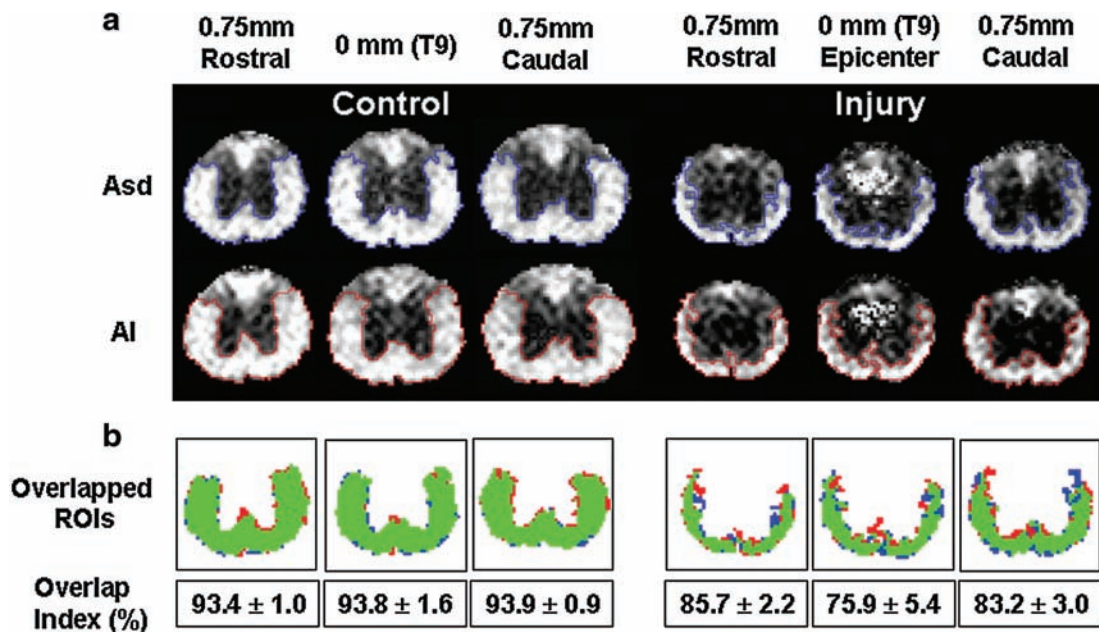 a
0.75mm Rostral
0 mm (T9)
0.75mm Caudal
0.75mm Rostral
0 mm (T9) Epicenter
0.75mm Caudal
Control
Injury
Asd
AI
b
Overlapped ROIs
Overlap Index (%)
93.4 ± 1.0
93.8 ± 1.6
93.9 ± 0.9
85.7 ± 2.2
75.9 ± 5.4
83.2 ± 3.0